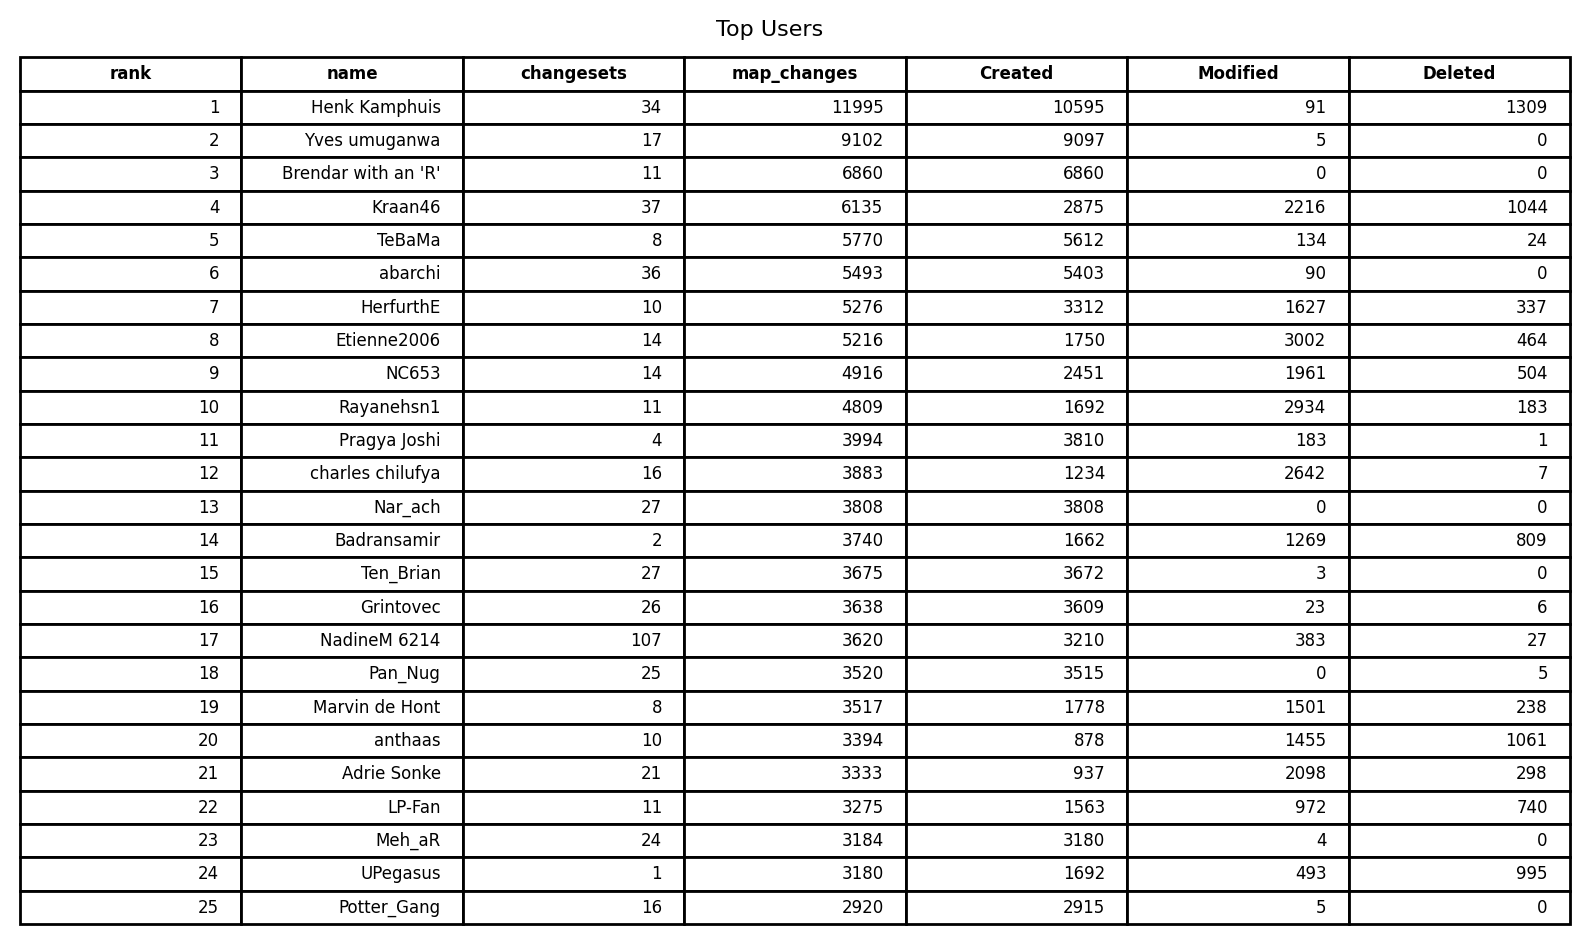 Top Users
rank name changesets map_changes Created Modified Deleted
1 Henk Kamphuis 34 11995 10595 91 1309
2 Yves umuganwa 17 9102 9097 5 0
3 Brendar with an 'R' 11 6860 6860 0 0
4 Kraan46 37 6135 2875 2216 1044
5 TeBaMa 8 5770 5612 134 24
6 abarchi 36 5493 5403 90 0
7 HerfurthE 10 5276 3312 1627 337
8 Etienne2006 14 5216 1750 3002 464
9 NC653 14 4916 2451 1961 504
10 Rayanehsn1 11 4809 1692 2934 183
11 Pragya Joshi 4 3994 3810 183 1
12 charles chilufya 16 3883 1234 2642 7
13 Nar_ach 27 3808 3808 0 0
14 Badransamir 2 3740 1662 1269 809
15 Ten_Brian 27 3675 3672 3 0
16 Grintovec 26 3638 3609 23 6
17 NadineM 6214 107 3620 3210 383 27
18 Pan_Nug 25 3520 3515 0 5
19 Marvin de Hont 8 3517 1778 1501 238
20 anthaas 10 3394 878 1455 1061
21 Adrie Sonke 21 3333 937 2098 298
22 LP-Fan 11 3275 1563 972 740
23 Meh_aR 24 3184 3180 4 0
24 UPegasus 1 3180 1692 493 995
25 Potter_Gang 16 2920 2915 5 0